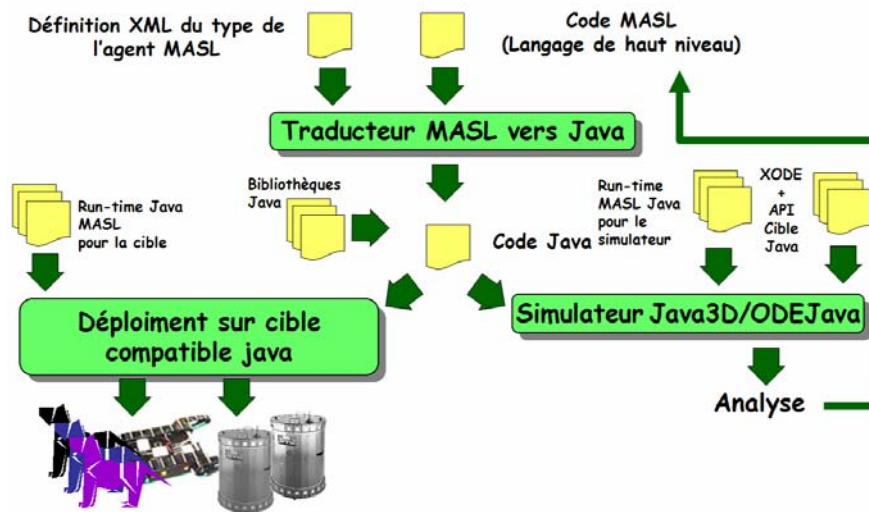 Définition XML du type de
l'agent MASL
Code MASL
(Langage de haut niveau)
Traducteur MASL vers Java
Run-time Java
MASL
pour la cible
Bibliothèques
Java
Code Java
Run-time
MASL Java
pour le
simulateur
XODE
+
API
Cible
Java
Déploiment sur cible
compatible java
Simulateur Java3D/ODEJava
Analyse